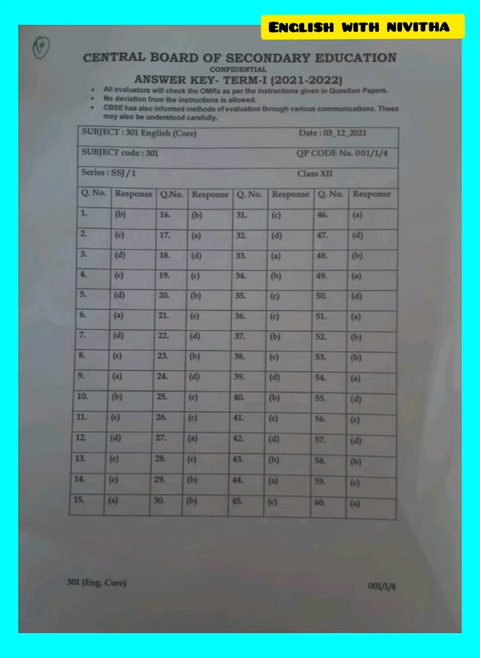 ENGLISH WITH NIVITHA
CENTRAL BOARD OF SECONDARY EDUCATION
CONFIDENTIAL
ANSWER KEY- TERM-I (2021-2022)
• All evaluators will check the OMRs as per the instructions given in Question Papers.
• No deviation from the instructions is allowed.
• CBSE has also informed methods of evaluation through various communications. These
may also be understood carefully.
SUBJECT : 301 English (Core) Date : 03_12_2021
SUBJECT code : 301 QP CODE No. 001/1/4
Series : SSJ/1 Class XII
Q. No. Response Q.No. Response Q. No. Response Q. No. Response
1. (b) 16. (b) 31. (c) 46. (a)
2. (c) 17. (a) 32. (d) 47. (d)
3. (d) 18. (d) 33. (a) 48. (b)
4. (c) 19. (c) 34. (b) 49. (a)
5. (d) 20. (b) 35. (c) 50. (d)
6. (a) 21. (c) 36. (c) 51. (a)
7. (d) 22. (d) 37. (b) 52. (b)
8. (c) 23. (b) 38. (c) 53. (b)
9. (a) 24. (d) 39. (d) 54. (a)
10. (b) 25. (c) 40. (b) 55. (d)
11. (c) 26. (c) 41. (c) 56. (c)
12. (d) 27. (a) 42. (d) 57. (d)
13. (c) 28. (c) 43. (b) 58. (b)
14. (c) 29. (b) 44. (a) 59. (c)
15. (a) 30. (b) 45. (c) 60. (a)
301 (Eng. Core) 001/1/4